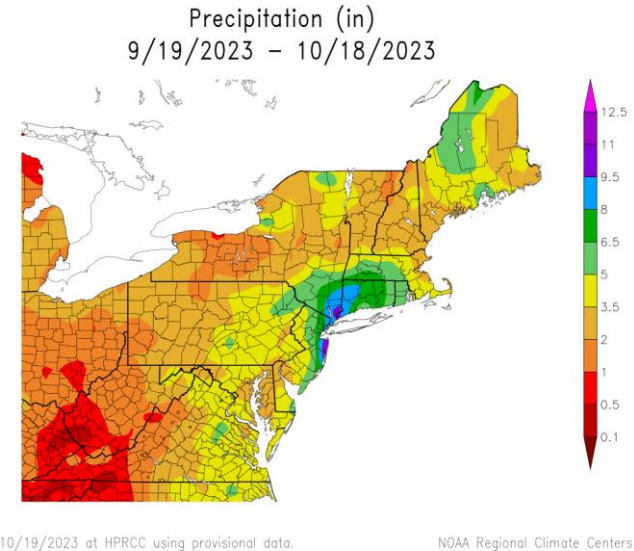 Precipitation (in)
9/19/2023 – 10/18/2023
12.5
11
9.5
8
6.5
5
3.5
2
1
0.5
0.1
10/19/2023 at HPRCC using provisional data.
NOAA Regional Climate Centers